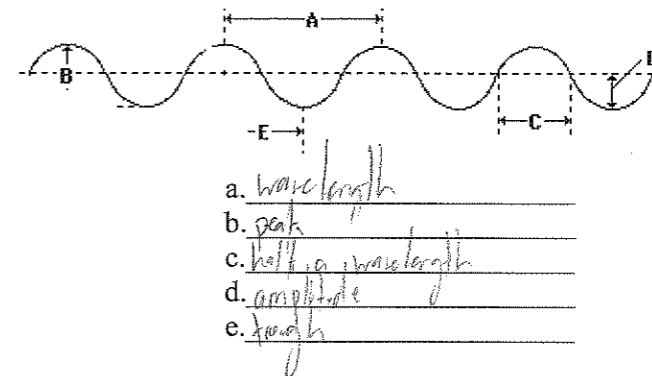 A
B
D
E
C
a. wavelength
b. peak
c. half a wavelength
d. amplitude
e. trough